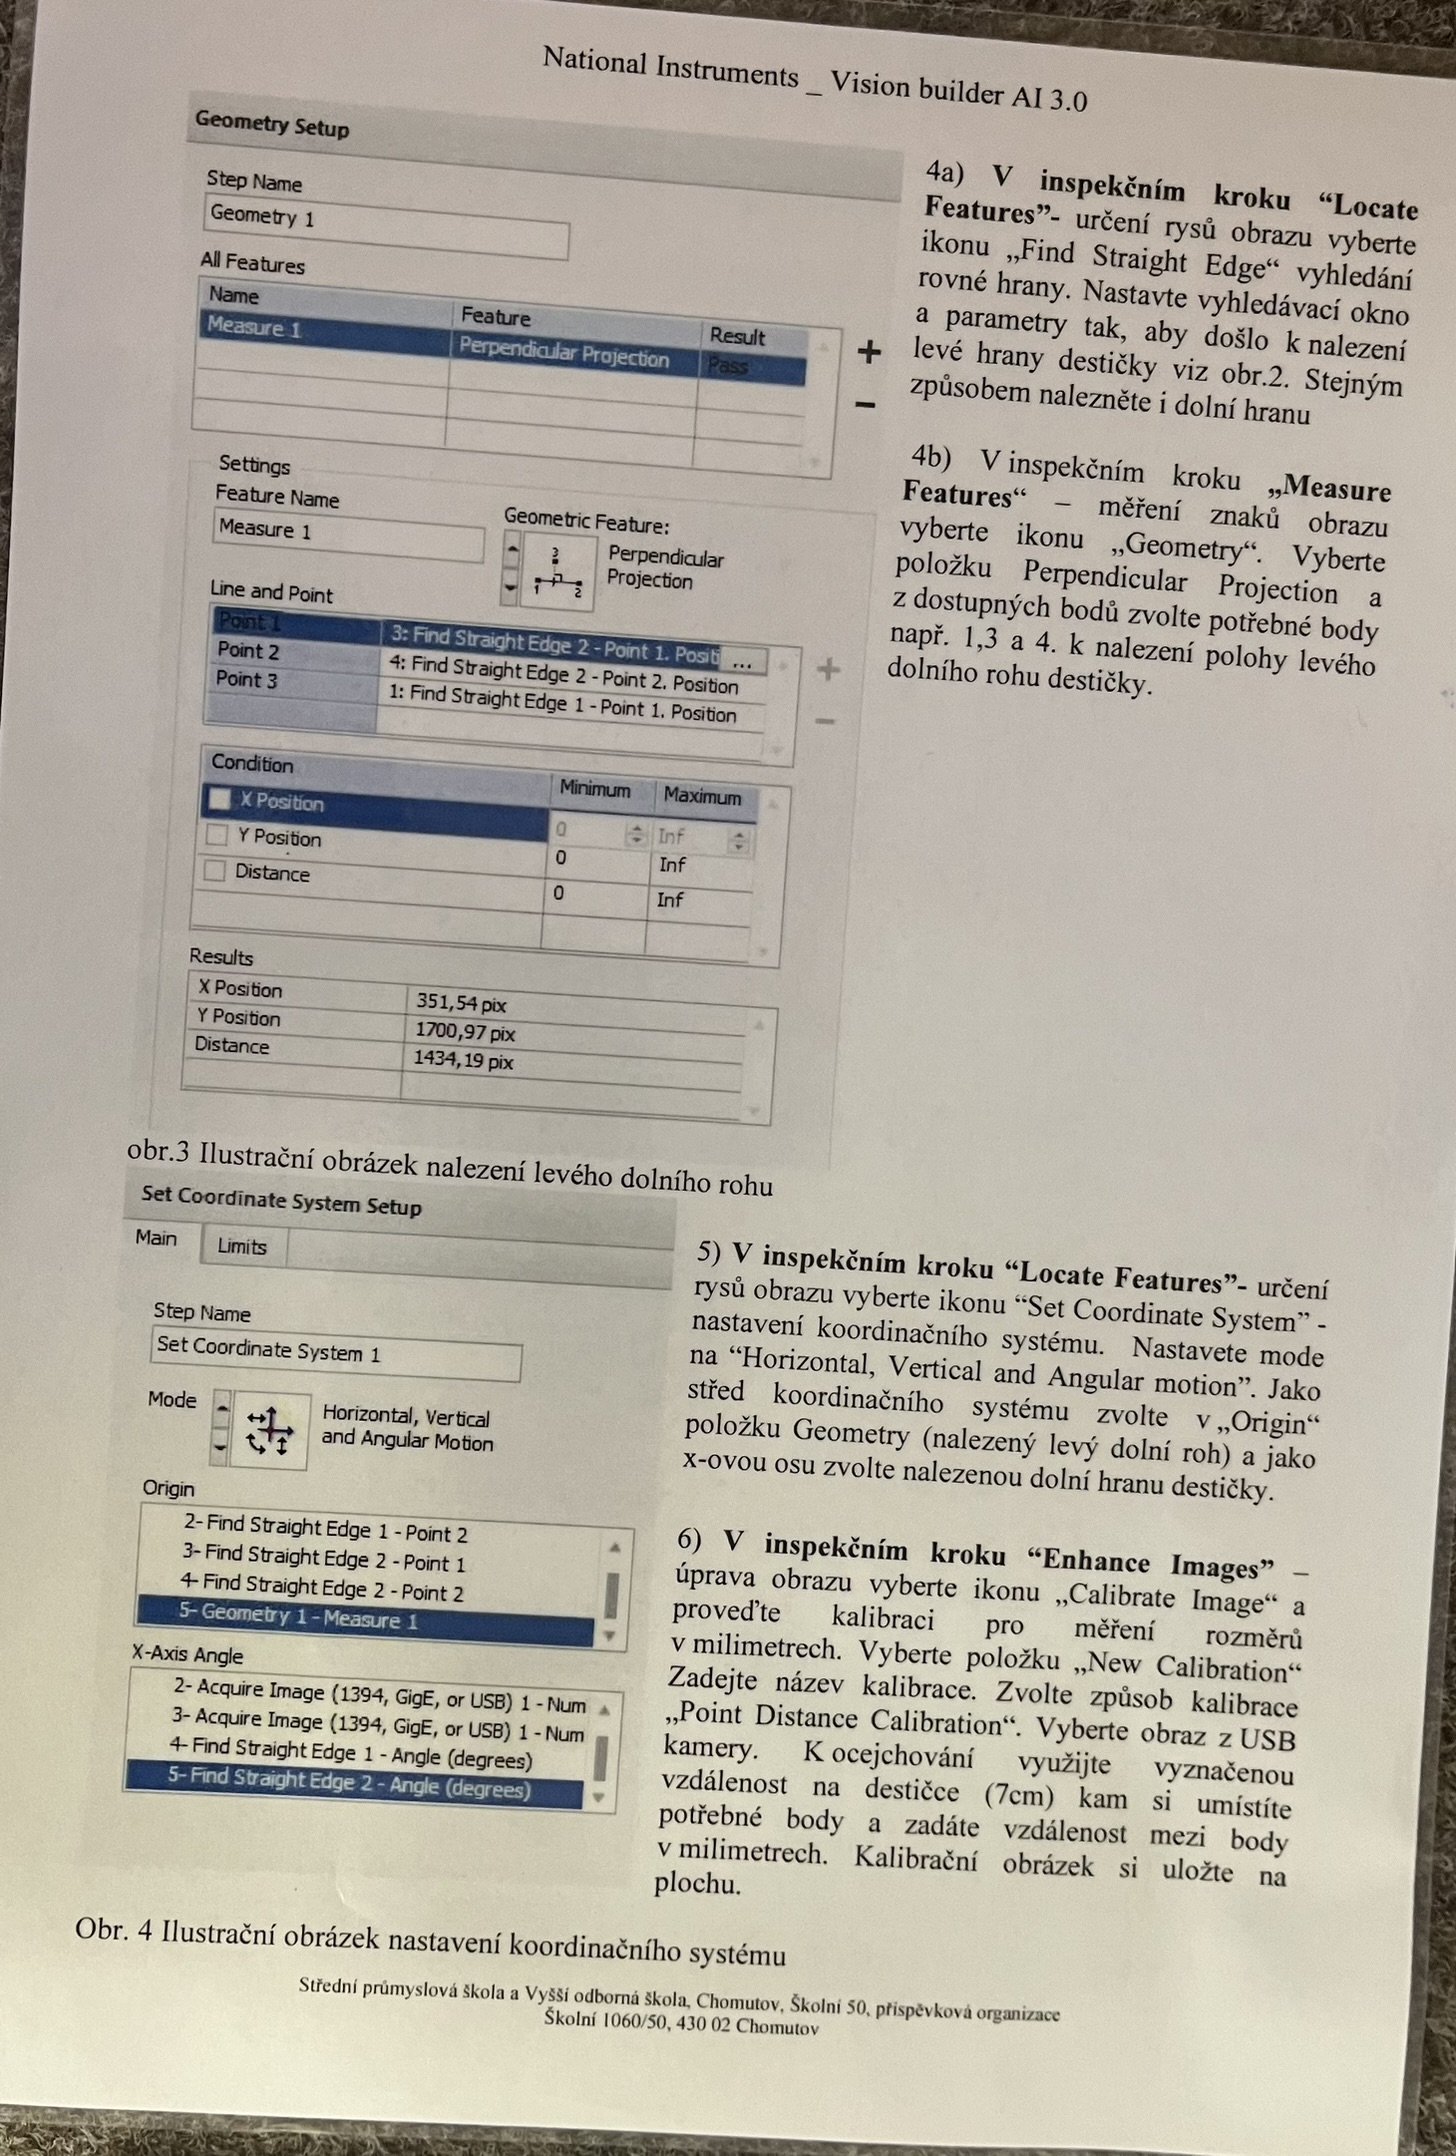 National Instruments _ Vision builder AI 3.0
Geometry Setup
Step Name
Geometry 1
All Features
Name Feature Result
Measure 1 Perpendicular Projection Pass
+
-
Settings
Feature Name
Measure 1
Geometric Feature:
3
1 2
Perpendicular
Projection
Line and Point
Point 1 3: Find Straight Edge 2 - Point 1. Posit ...
Point 2 4: Find Straight Edge 2 - Point 2. Position
Point 3 1: Find Straight Edge 1 - Point 1. Position
+
-
Condition Minimum Maximum
X Position 0 Inf
Y Position 0 Inf
Distance 0 Inf
Results
X Position 351,54 pix
Y Position 1700,97 pix
Distance 1434,19 pix
obr.3 Ilustrační obrázek nalezení levého dolního rohu
4a) V inspekčním kroku “Locate
Features”- určení rysů obrazu vyberte
ikonu „Find Straight Edge“ vyhledání
rovné hrany. Nastavte vyhledávací okno
a parametry tak, aby došlo k nalezení
levé hrany destičky viz obr.2. Stejným
způsobem nalezněte i dolní hranu
4b) V inspekčním kroku „Measure
Features“ – měření znaků obrazu
vyberte ikonu „Geometry“. Vyberte
položku Perpendicular Projection a
z dostupných bodů zvolte potřebné body
např. 1,3 a 4. k nalezení polohy levého
dolního rohu destičky.
Set Coordinate System Setup
Main Limits
Step Name
Set Coordinate System 1
Mode
Horizontal, Vertical
and Angular Motion
Origin
2- Find Straight Edge 1 - Point 2
3- Find Straight Edge 2 - Point 1
4- Find Straight Edge 2 - Point 2
5- Geometry 1 - Measure 1
X-Axis Angle
2- Acquire Image (1394, GigE, or USB) 1 - Num
3- Acquire Image (1394, GigE, or USB) 1 - Num
4- Find Straight Edge 1 - Angle (degrees)
5- Find Straight Edge 2 - Angle (degrees)
5) V inspekčním kroku “Locate Features”- určení
rysů obrazu vyberte ikonu “Set Coordinate System” -
nastavení koordinačního systému. Nastavete mode
na “Horizontal, Vertical and Angular motion”. Jako
střed koordinačního systému zvolte v „Origin“
položku Geometry (nalezený levý dolní roh) a jako
x-ovou osu zvolte nalezenou dolní hranu destičky.
6) V inspekčním kroku “Enhance Images” –
úprava obrazu vyberte ikonu „Calibrate Image“ a
proveďte kalibraci pro měření rozměrů
v milimetrech. Vyberte položku „New Calibration“
Zadejte název kalibrace. Zvolte způsob kalibrace
„Point Distance Calibration“. Vyberte obraz z USB
kamery. K ocejchování využijte vyznačenou
vzdálenost na destičce (7cm) kam si umístíte
potřebné body a zadáte vzdálenost mezi body
v milimetrech. Kalibrační obrázek si uložte na
plochu.
Obr. 4 Ilustrační obrázek nastavení koordinačního systému
Střední průmyslová škola a Vyšší odborná škola, Chomutov, Školní 50, příspěvková organizace
Školní 1060/50, 430 02 Chomutov